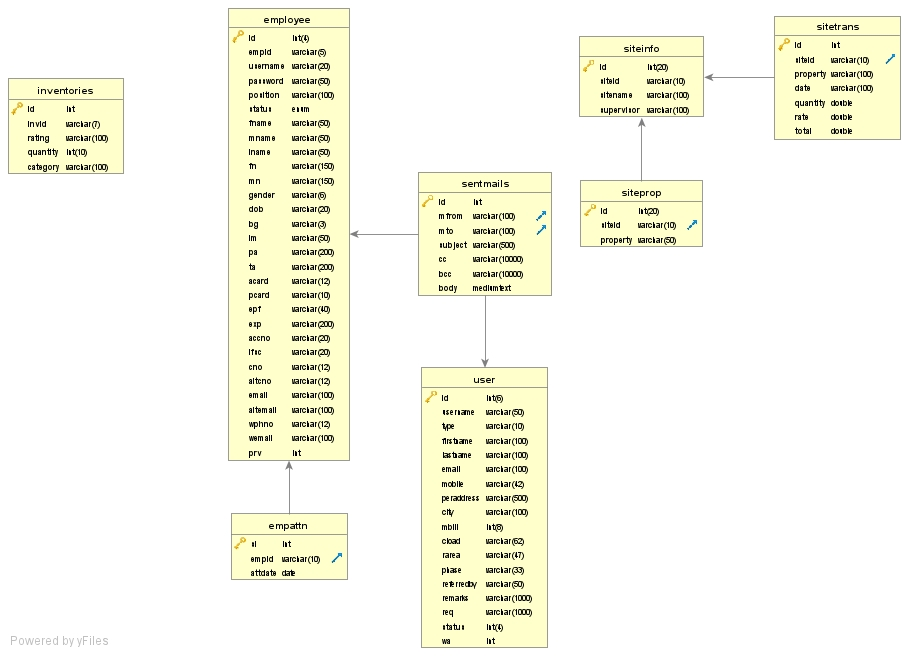 inventories
id int
invid varchar(7)
rating varchar(100)
quantity int(10)
category varchar(100)
employee
id int(4)
empid varchar(5)
username varchar(20)
password varchar(50)
position varchar(100)
status enum
fname varchar(50)
mname varchar(50)
lname varchar(50)
fn varchar(150)
mn varchar(150)
gender varchar(6)
dob varchar(20)
bg varchar(3)
im varchar(50)
pa varchar(200)
ta varchar(200)
acard varchar(12)
pcard varchar(10)
epf varchar(40)
exp varchar(200)
accno varchar(20)
ifsc varchar(20)
cno varchar(12)
altcno varchar(12)
email varchar(100)
altemail varchar(100)
wphno varchar(12)
wemail varchar(100)
prv int
empattn
id int
empid varchar(10)
attdate date
sentmails
id int
mfrom varchar(100)
mto varchar(100)
subject varchar(500)
cc varchar(10000)
bcc varchar(10000)
body mediumtext
user
id int(6)
username varchar(50)
type varchar(10)
firstname varchar(100)
lastname varchar(100)
email varchar(100)
mobile varchar(42)
peraddress varchar(500)
city varchar(100)
mbill int(8)
cload varchar(62)
rarea varchar(47)
phase varchar(33)
referredby varchar(50)
remarks varchar(1000)
req varchar(1000)
status int(4)
wa int
siteinfo
id int(20)
siteid varchar(10)
sitename varchar(100)
supervisor varchar(100)
siteprop
id int(20)
siteid varchar(10)
property varchar(50)
sitetrans
id int
siteid varchar(10)
property varchar(100)
date varchar(100)
quantity double
rate double
total double
Powered by yFiles